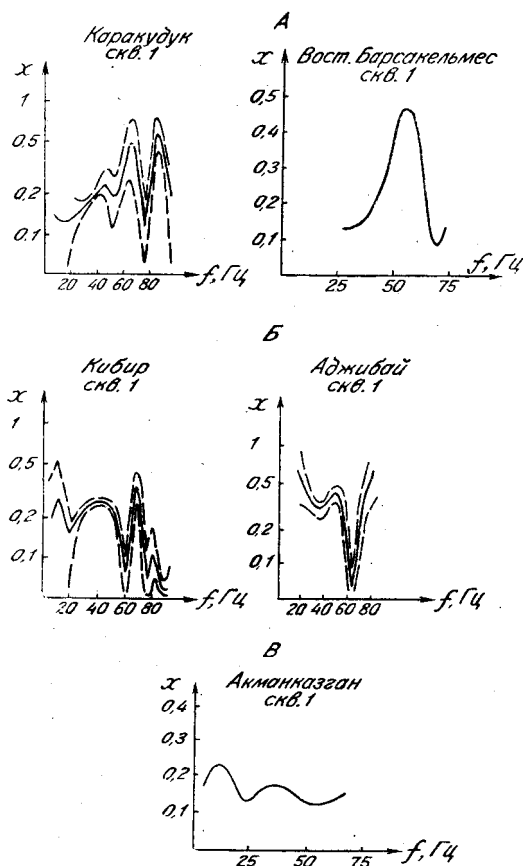 А
Каракудук
скв. 1
x
1
0,5
0,2
0,1
20 40 60 80 f, Гц
Вост. Барсакельмес
скв. 1
x
0,5
0,4
0,3
0,2
0,1
25 50 75 f, Гц
Б
Кибир
скв. 1
x
1
0,5
0,2
0,1
20 40 60 80 f, Гц
Аджибай
скв. 1
x
1
0,5
0,2
0,1
20 40 60 80 f, Гц
В
Акманказган
скв. 1
x
0,4
0,3
0,2
0,1
25 50 75 f, Гц